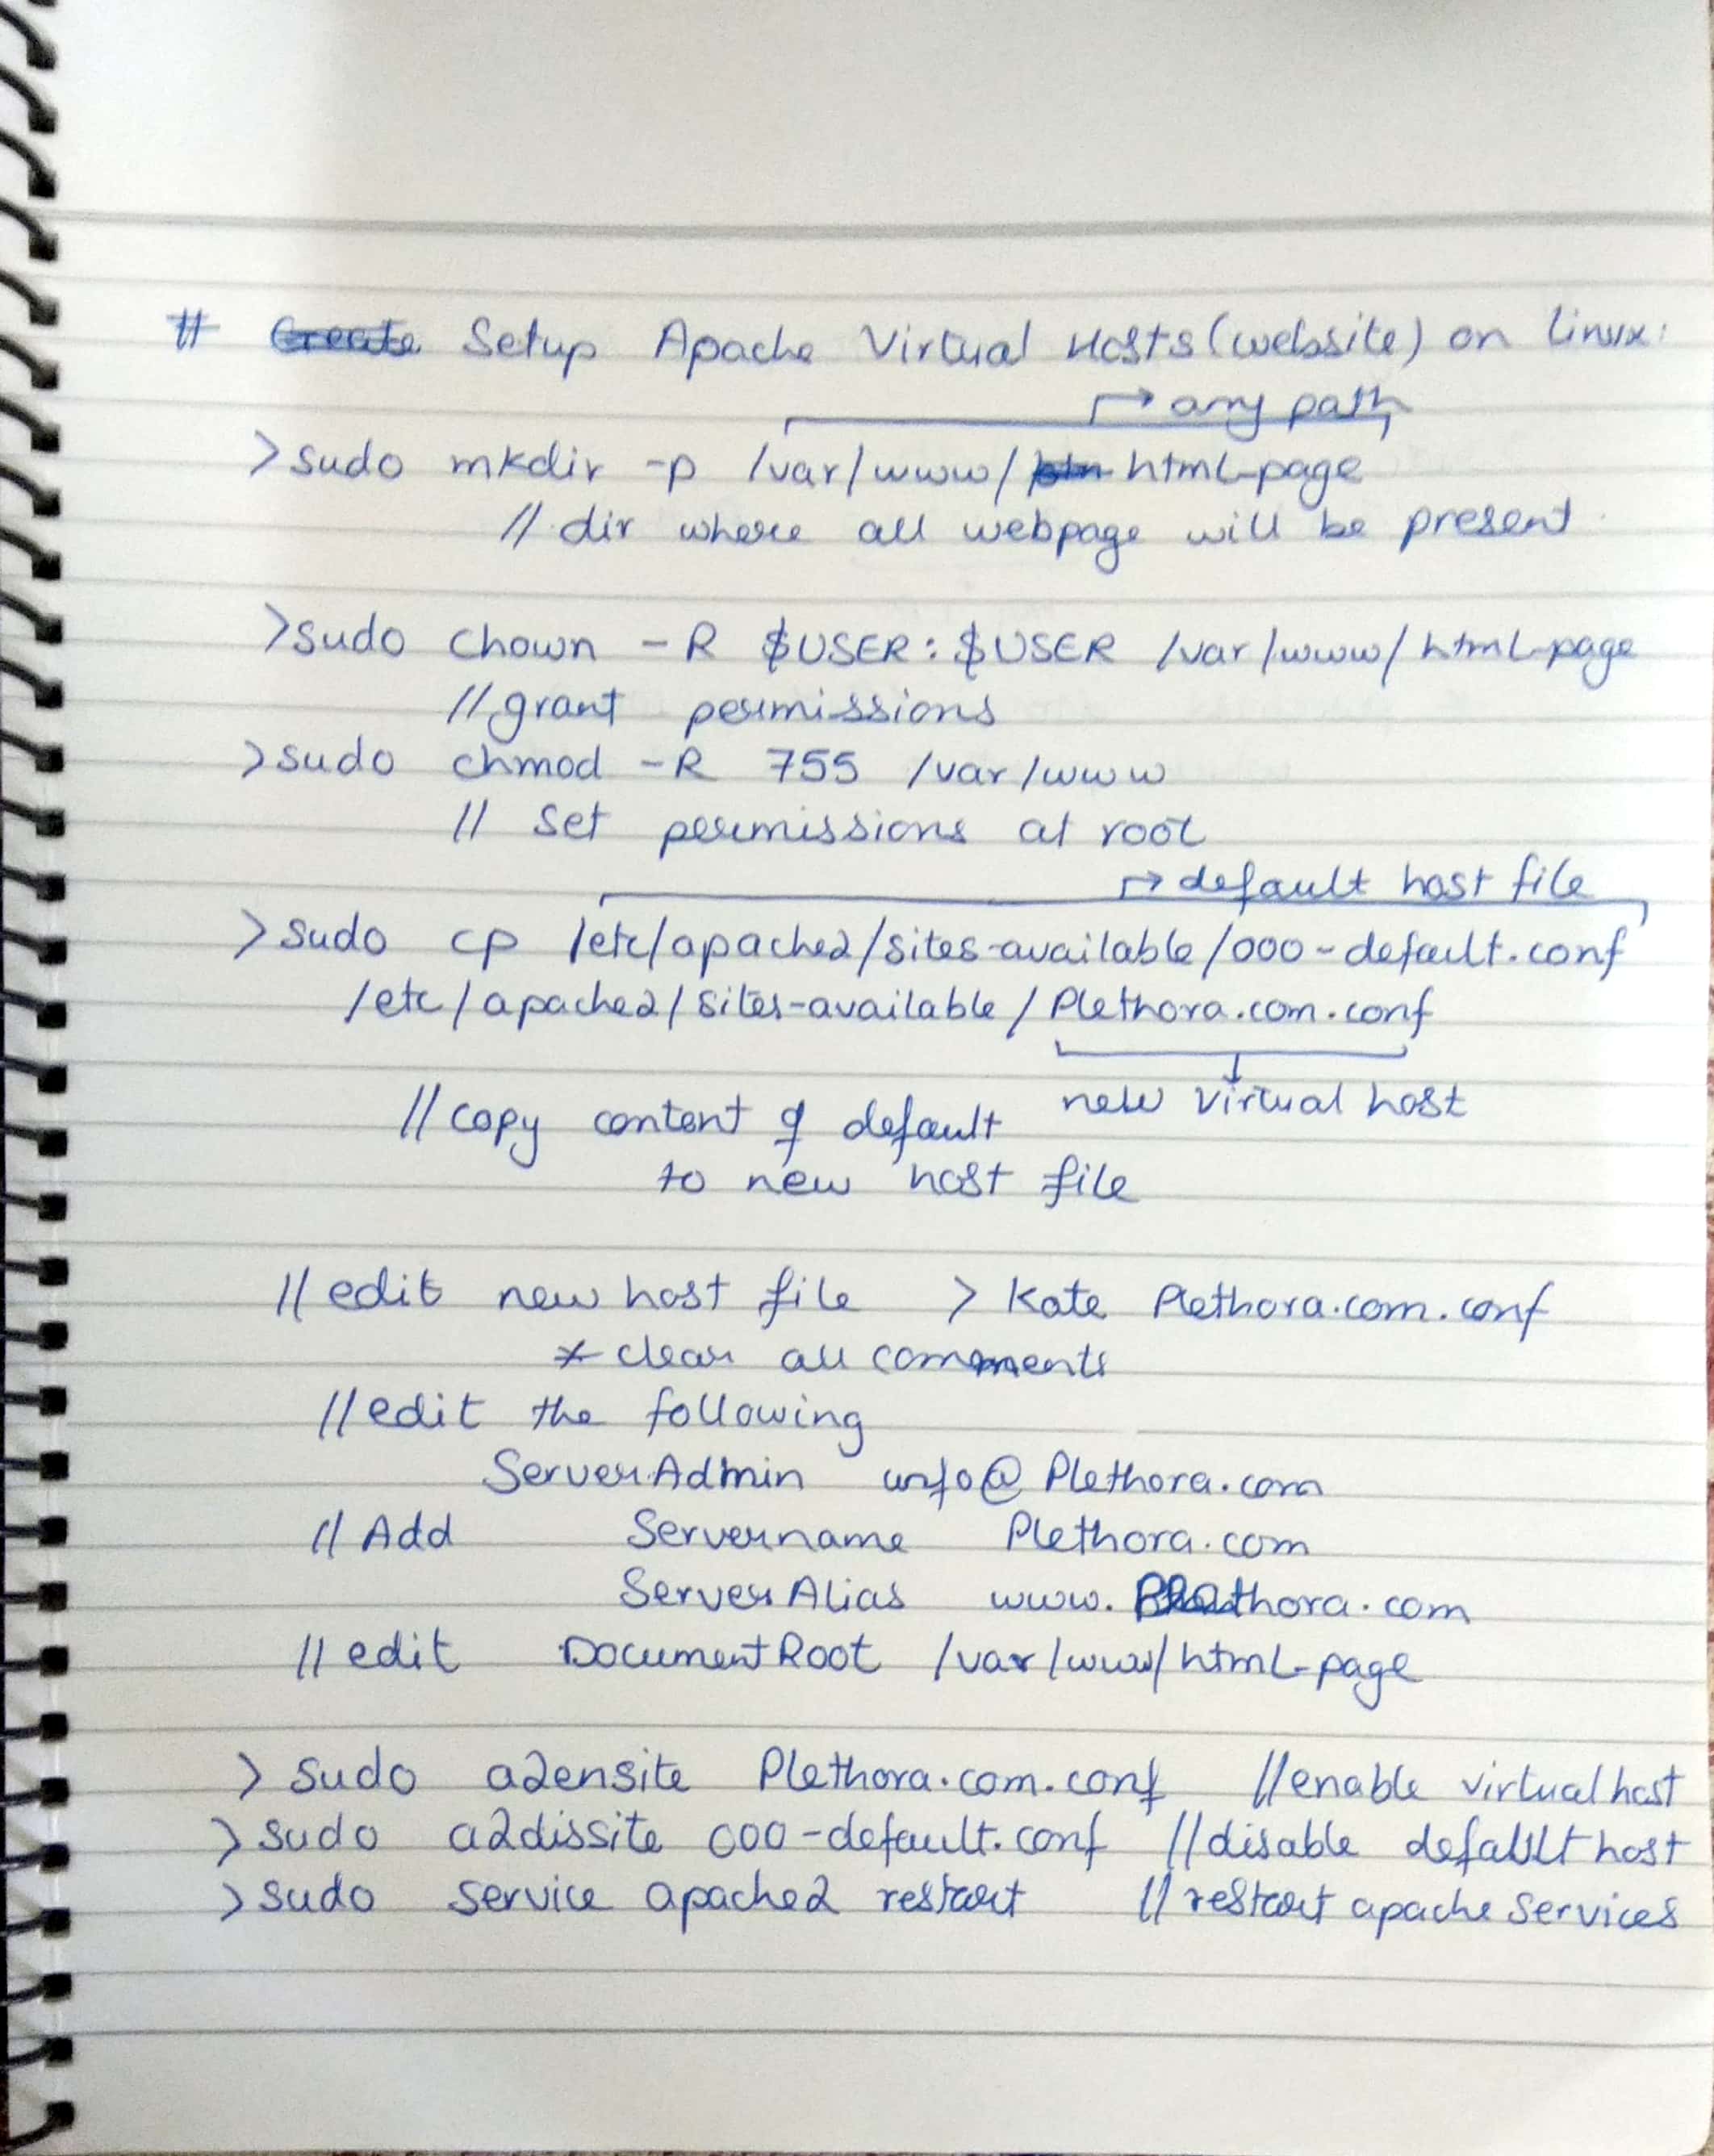 # Setup Apache Virtual Hosts (website) on Linux:
→ any path
> sudo mkdir -p /var/www/ html-page
// dir where all webpage will be present
> sudo chown -R $USER:$USER /var/www/html-page
// grant permissions
> sudo chmod -R 755 /var/www
// Set permissions at root
→ default host file
> sudo cp /etc/apache2/sites-available/000-default.conf
/etc/apache2/sites-available/Plethora.com.conf
new virtual host
// copy content of default
to new host file
// edit new host file > Kate Plethora.com.conf
* clear all comments
// edit the following
ServerAdmin info@Plethora.com
// Add Servername Plethora.com
ServerAlias www.Plethora.com
// edit DocumentRoot /var/www/html-page
> sudo a2ensite Plethora.com.conf // enable virtual host
> sudo a2dissite 000-default.conf // disable default host
> sudo service apache2 restart // restart apache services